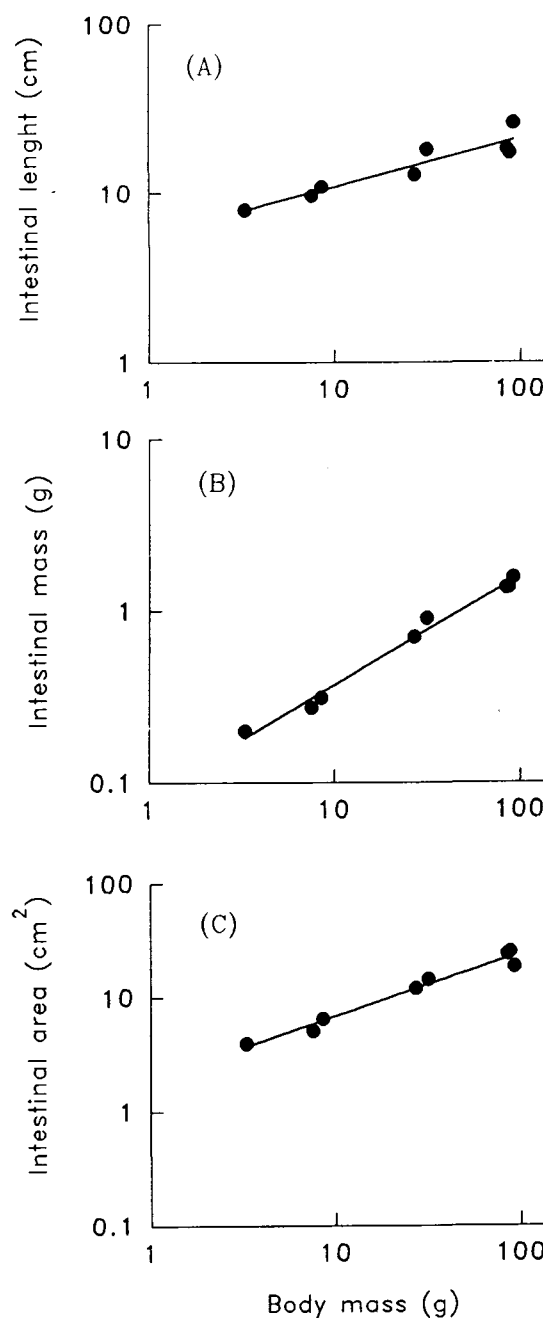 100
(A)
10
1
1 10 100
Intestinal lenght (cm)
10
(B)
1
0.1
1 10 100
Intestinal mass (g)
100
(C)
10
1
0.1
1 10 100
Intestinal area (cm²)
Body mass (g)